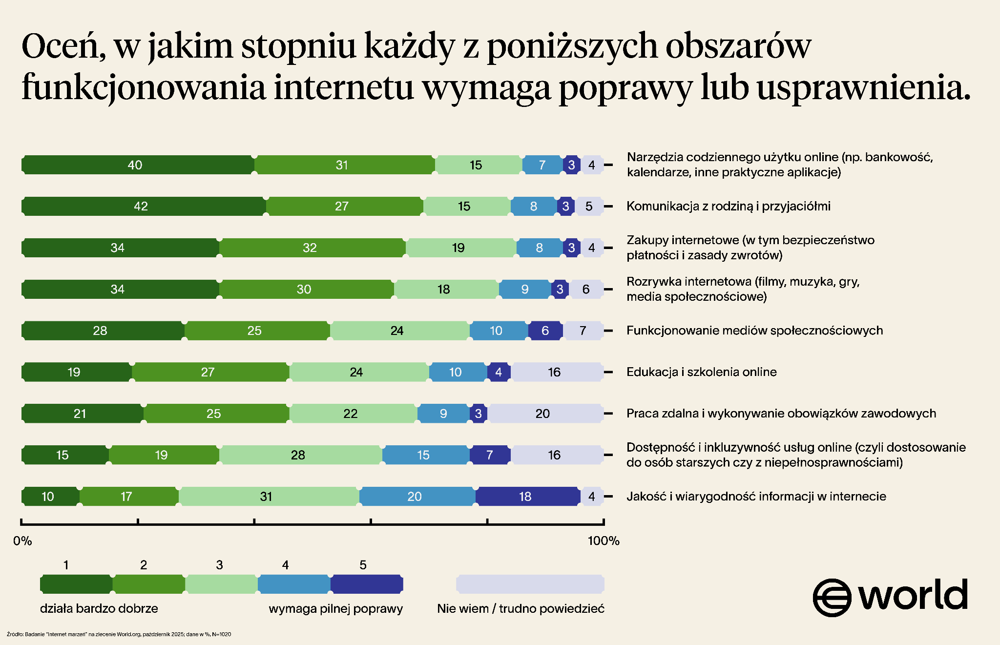 Oceń, w jakim stopniu każdy z poniższych obszarów
funkcjonowania internetu wymaga poprawy lub usprawnienia.
40 31 15 7 3 4
Narzędzia codziennego użytku online (np. bankowość,
kalendarze, inne praktyczne aplikacje)
42 27 15 8 3 5
Komunikacja z rodziną i przyjaciółmi
34 32 19 8 3 4
Zakupy internetowe (w tym bezpieczeństwo
płatności i zasady zwrotów)
34 30 18 9 3 6
Rozrywka internetowa (filmy, muzyka, gry,
media społecznościowe)
28 25 24 10 6 7
Funkcjonowanie mediów społecznościowych
19 27 24 10 4 16
Edukacja i szkolenia online
21 25 22 9 3 20
Praca zdalna i wykonywanie obowiązków zawodowych
15 19 28 15 7 16
Dostępność i inkluzywność usług online (czyli dostosowanie
do osób starszych czy z niepełnosprawnościami)
10 17 31 20 18 4
Jakość i wiarygodność informacji w internecie
0% 100%
1 2 3 4 5
działa bardzo dobrze wymaga pilnej poprawy Nie wiem / trudno powiedzieć
world
Źródło: Badanie "Internet marzeń" na zlecenie World.org, październik 2025; dane w %, N=1020